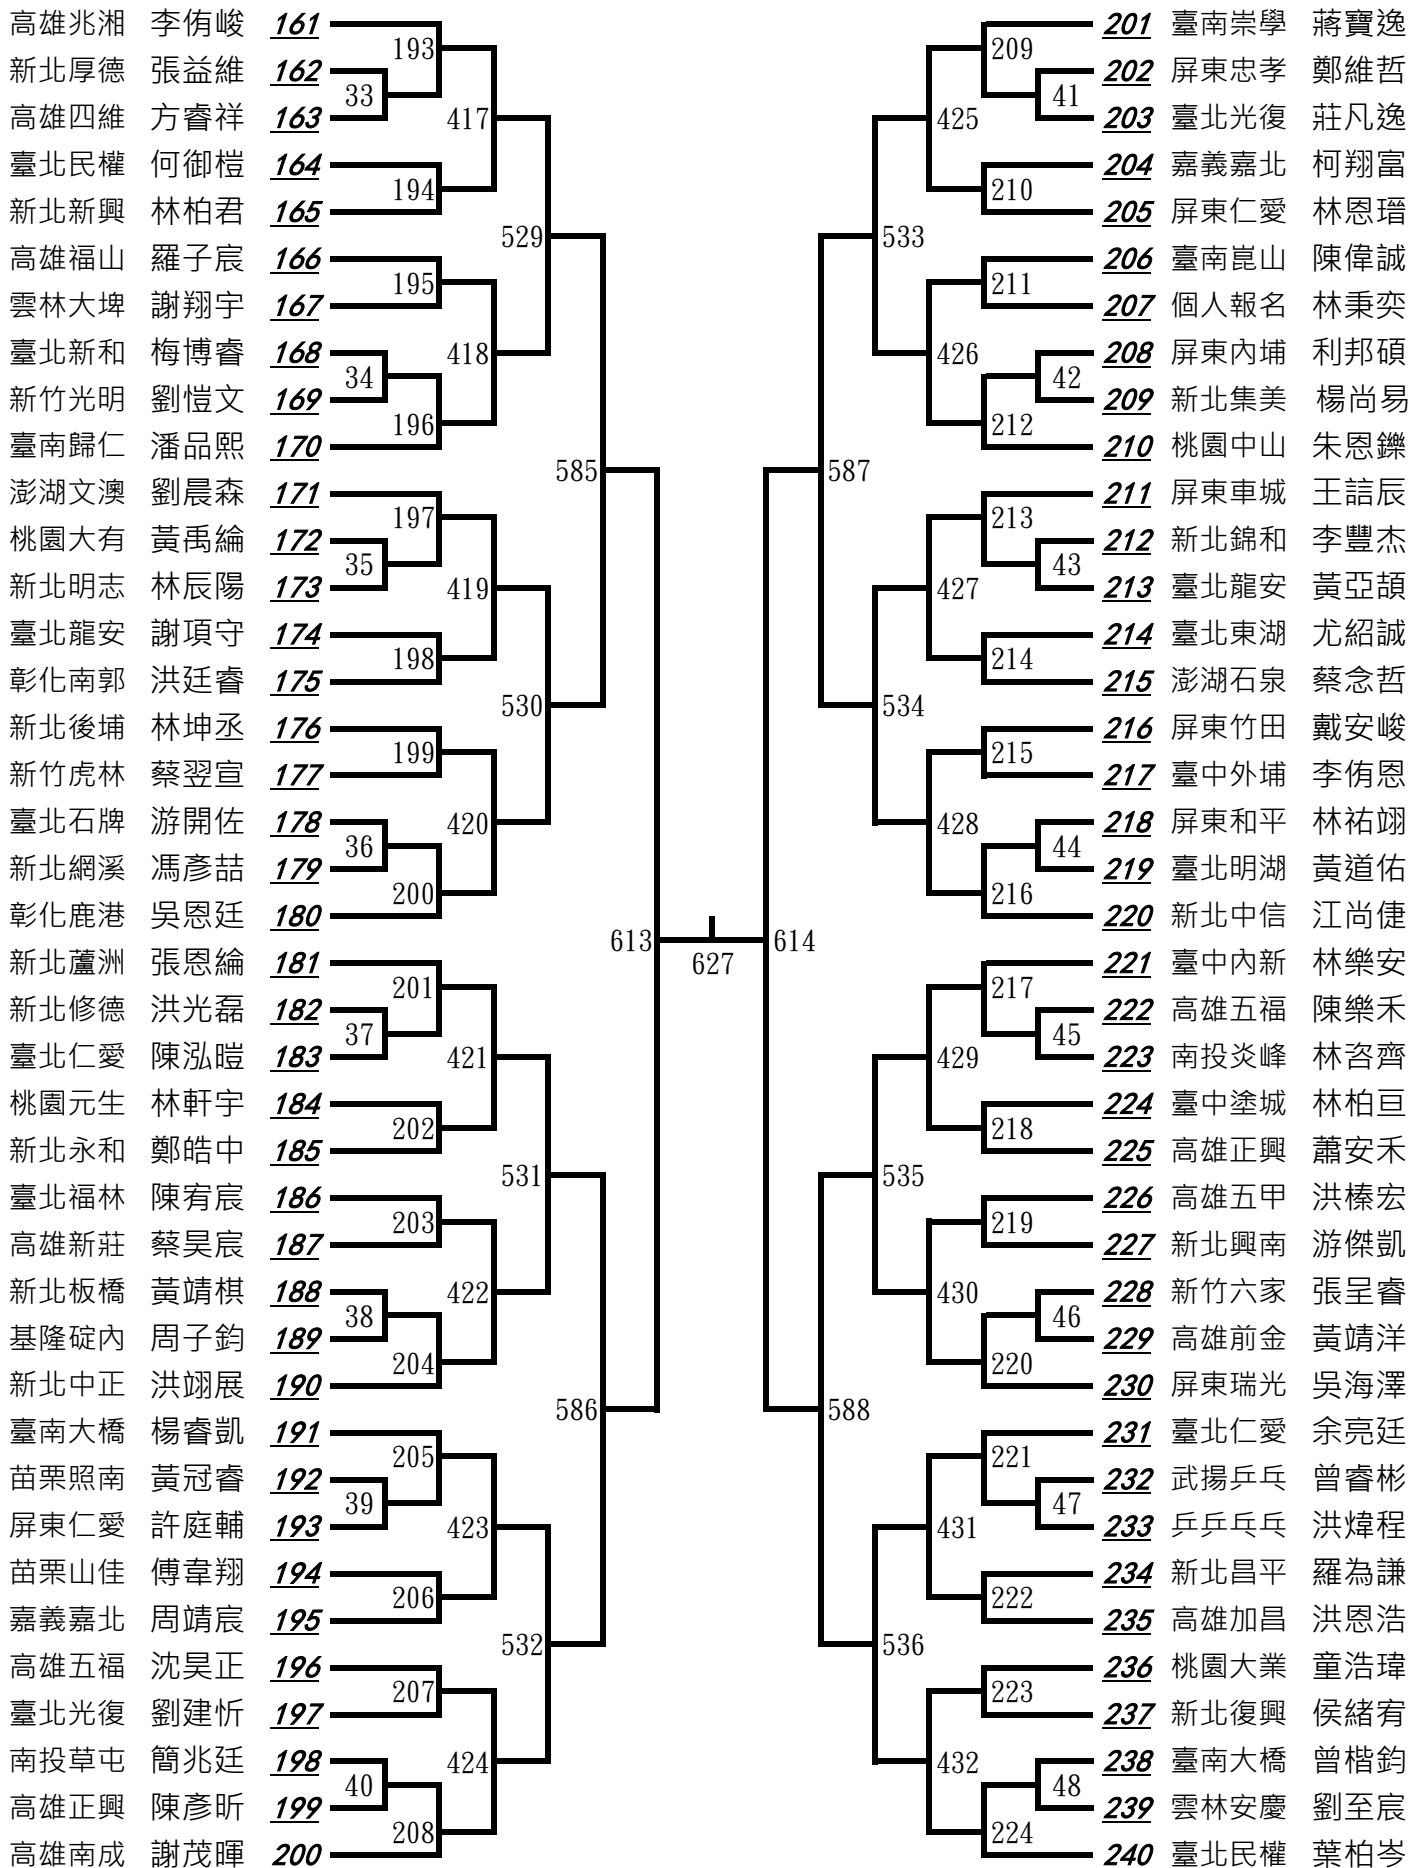 高雄兆湘 李侑峻 161
新北厚德 張益維 162
高雄四維 方睿祥 163
臺北民權 何御榿 164
新北新興 林柏君 165
高雄福山 羅子宸 166
雲林大埤 謝翔宇 167
臺北新和 梅博睿 168
新竹光明 劉愷文 169
臺南歸仁 潘品熙 170
澎湖文澳 劉晨森 171
桃園大有 黃禹綸 172
新北明志 林辰陽 173
臺北龍安 謝項守 174
彰化南郭 洪廷睿 175
新北後埔 林坤丞 176
新竹虎林 蔡翌宣 177
臺北石牌 游開佐 178
新北網溪 馮彥喆 179
彰化鹿港 吳恩廷 180
新北蘆洲 張恩綸 181
新北修德 洪光磊 182
臺北仁愛 陳泓暟 183
桃園元生 林軒宇 184
新北永和 鄭皓中 185
臺北福林 陳宥宸 186
高雄新莊 蔡昊宸 187
新北板橋 黃靖棋 188
基隆碇內 周子鈞 189
新北中正 洪翊展 190
臺南大橋 楊睿凱 191
苗栗照南 黃冠睿 192
屏東仁愛 許庭輔 193
苗栗山佳 傅韋翔 194
嘉義嘉北 周靖宸 195
高雄五福 沈昊正 196
臺北光復 劉建忻 197
南投草屯 簡兆廷 198
高雄正興 陳彥昕 199
高雄南成 謝茂暉 200
33
34
35
36
37
38
39
40
193
194
195
196
197
198
199
200
201
202
203
204
205
206
207
208
417
418
419
420
421
422
423
424
529
530
531
532
585
586
613
627
614
587
588
533
534
535
536
425
426
427
428
429
430
431
432
209
210
211
212
213
214
215
216
217
218
219
220
221
222
223
224
41
42
43
44
45
46
47
48
201 臺南崇學 蔣寶逸
202 屏東忠孝 鄭維哲
203 臺北光復 莊凡逸
204 嘉義嘉北 柯翔富
205 屏東仁愛 林恩瑨
206 臺南崑山 陳偉誠
207 個人報名 林秉奕
208 屏東內埔 利邦碩
209 新北集美 楊尚易
210 桃園中山 朱恩鑠
211 屏東車城 王誩辰
212 新北錦和 李豐杰
213 臺北龍安 黃亞頡
214 臺北東湖 尤紹誠
215 澎湖石泉 蔡念哲
216 屏東竹田 戴安峻
217 臺中外埔 李侑恩
218 屏東和平 林祐翊
219 臺北明湖 黃道佑
220 新北中信 江尚倢
221 臺中內新 林樂安
222 高雄五福 陳樂禾
223 南投炎峰 林咨齊
224 臺中塗城 林柏亘
225 高雄正興 蕭安禾
226 高雄五甲 洪榛宏
227 新北興南 游傑凱
228 新竹六家 張呈睿
229 高雄前金 黃靖洋
230 屏東瑞光 吳海澤
231 臺北仁愛 余亮廷
232 武揚乒乓 曾睿彬
233 乒乒乓乓 洪煒程
234 新北昌平 羅為謙
235 高雄加昌 洪恩浩
236 桃園大業 童浩瑋
237 新北復興 侯緒宥
238 臺南大橋 曾楷鈞
239 雲林安慶 劉至宸
240 臺北民權 葉柏岑